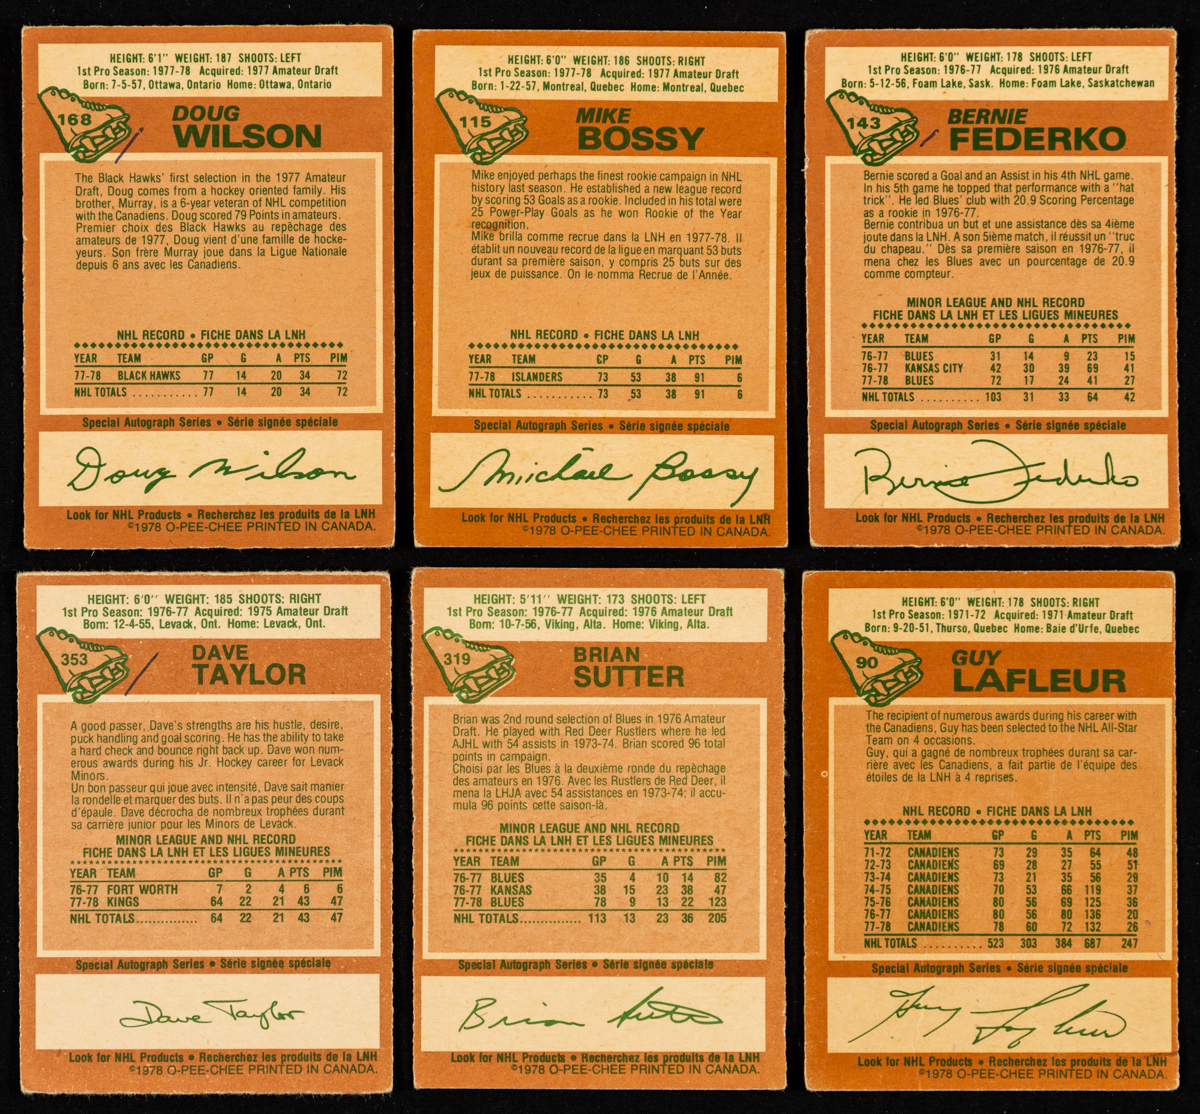 HEIGHT: 6'1" WEIGHT: 187 SHOOTS: LEFT
1st Pro Season: 1977-78 Acquired: 1977 Amateur Draft
Born: 7-5-57, Ottawa, Ontario Home: Ottawa, Ontario
168
DOUG
WILSON
The Black Hawks' first selection in the 1977 Amateur
Draft, Doug comes from a hockey oriented family. His
brother, Murray, is a 6-year veteran of NHL competition
with the Canadiens. Doug scored 79 Points in amateurs.
Premier choix des Black Hawks au repêchage des
amateurs de 1977, Doug vient d'une famille de hocke-
yeurs. Son frère Murray joue dans la Ligue Nationale
depuis 6 ans avec les Canadiens.
NHL RECORD • FICHE DANS LA LNH
YEAR TEAM GP G A PTS PIM
77-78 BLACK HAWKS 77 14 20 34 72
NHL TOTALS ........... 77 14 20 34 72
Special Autograph Series • Série signée spéciale
Doug Wilson
Look for NHL Products • Recherchez les produits de la LNH
©1978 O-PEE-CHEE PRINTED IN CANADA.
HEIGHT: 6'0" WEIGHT: 186 SHOOTS: RIGHT
1st Pro Season: 1977-78 Acquired: 1977 Amateur Draft
Born: 1-22-57, Montreal, Quebec Home: Montreal, Quebec
115
MIKE
BOSSY
Mike enjoyed perhaps the finest rookie campaign in NHL
history last season. He established a new league record
by scoring 53 Goals as a rookie. Included in his total were
25 Power-Play Goals as he won Rookie of the Year
recognition.
Mike brilla comme recrue dans la LNH en 1977-78. Il
établit un nouveau record de la ligue en marquant 53 buts
durant sa première saison, y compris 25 buts sur des
jeux de puissance. On le nomma Recrue de l'Année.
NHL RECORD • FICHE DANS LA LNH
YEAR TEAM GP G A PTS PIM
77-78 ISLANDERS 73 53 38 91 6
NHL TOTALS ........... 73 53 38 91 6
Special Autograph Series • Série signée spéciale
Michael Bossy
Look for NHL Products • Recherchez les produits de la LNH
©1978 O-PEE-CHEE PRINTED IN CANADA.
HEIGHT: 6'0" WEIGHT: 178 SHOOTS: LEFT
1st Pro Season: 1976-77 Acquired: 1976 Amateur Draft
Born: 5-12-56, Foam Lake, Sask. Home: Foam Lake, Saskatchewan
143
BERNIE
FEDERKO
Bernie scored a Goal and an Assist in his 4th NHL game.
In his 5th game he topped that performance with a "hat
trick". He led Blues' club with 20.9 Scoring Percentage
as a rookie in 1976-77.
Bernie contribua un but et une assistance dès sa 4ième
joute dans la LNH. A son 5ième match, il réussit un "truc
du chapeau." Dès sa première saison en 1976-77, il
mena chez les Blues avec un pourcentage de 20.9
comme compteur.
MINOR LEAGUE AND NHL RECORD
FICHE DANS LA LNH ET LES LIGUES MINEURES
YEAR TEAM GP G A PTS PIM
76-77 BLUES 31 14 9 23 15
76-77 KANSAS CITY 42 30 39 69 41
77-78 BLUES 72 17 24 41 27
NHL TOTALS .......... 103 31 33 64 42
Special Autograph Series • Série signée spéciale
Bernie Federko
Look for NHL Products • Recherchez les produits de la LNH
©1978 O-PEE-CHEE PRINTED IN CANADA.
HEIGHT: 6'0'' WEIGHT: 185 SHOOTS: RIGHT
1st Pro Season: 1976-77 Acquired: 1975 Amateur Draft
Born: 12-4-55, Levack, Ont. Home: Levack, Ont.
353
DAVE
TAYLOR
A good passer, Dave's strengths are his hustle, desire,
puck handling and goal scoring. He has the ability to take
a hard check and bounce right back up. Dave won num-
erous awards during his Jr. Hockey career for Levack
Minors.
Un bon passeur qui joue avec intensité, Dave sait manier
la rondelle et marquer des buts. Il n'a pas peur des coups
d'épaule. Dave décrocha de nombreux trophées durant
sa carrière junior pour les Minors de Levack.
MINOR LEAGUE AND NHL RECORD
FICHE DANS LA LNH ET LES LIGUES MINEURES
YEAR TEAM GP G A PTS PIM
76-77 FORT WORTH 7 2 4 6 6
77-78 KINGS 64 22 21 43 47
NHL TOTALS.............. 64 22 21 43 47
Special Autograph Series • Série signée spéciale
Dave Taylor
Look for NHL Products • Recherchez les produits de la LNH
©1978 O-PEE-CHEE PRINTED IN CANADA.
HEIGHT: 5'11'' WEIGHT: 173 SHOOTS: LEFT
1st Pro Season: 1976-77 Acquired: 1976 Amateur Draft
Born: 10-7-56, Viking, Alta. Home: Viking, Alta.
319
BRIAN
SUTTER
Brian was 2nd round selection of Blues in 1976 Amateur
Draft. He played with Red Deer Rustlers where he led
AJHL with 54 assists in 1973-74. Brian scored 96 total
points in campaign.
Choisi par les Blues à la deuxième ronde du repêchage
des amateurs en 1976. Avec les Rustlers de Red Deer, il
mena la LHJA avec 54 assistances en 1973-74; il accu-
mula 96 points cette saison-là.
MINOR LEAGUE AND NHL RECORD
FICHE DANS LA LNH ET LES LIGUES MINEURES
YEAR TEAM GP G A PTS PIM
76-77 BLUES 35 4 10 14 82
76-77 KANSAS 38 15 23 38 47
77-78 BLUES 78 9 13 22 123
NHL TOTALS.............. 113 13 23 36 205
Special Autograph Series • Série signée spéciale
Brian Sutter
Look for NHL Products • Recherchez les produits de la LNH
©1978 O-PEE-CHEE PRINTED IN CANADA.
HEIGHT: 6'0" WEIGHT: 178 SHOOTS: RIGHT
1st Pro Season: 1971-72 Acquired: 1971 Amateur Draft
Born: 9-20-51, Thurso, Quebec Home: Baie d'Urfe, Quebec
90
GUY
LAFLEUR
The recipient of numerous awards during his career with
the Canadiens, Guy has been selected to the NHL All-Star
Team on 4 occasions.
Guy, qui a gagné de nombreux trophées durant sa car-
rière avec les Canadiens, a fait partie de l'équipe des
étoiles de la LNH à 4 reprises.
NHL RECORD • FICHE DANS LA LNH
YEAR TEAM GP G A PTS PIM
71-72 CANADIENS 73 29 35 64 48
72-73 CANADIENS 69 28 27 55 51
73-74 CANADIENS 73 21 35 56 29
74-75 CANADIENS 70 53 66 119 37
75-76 CANADIENS 80 56 69 125 36
76-77 CANADIENS 80 56 80 136 20
77-78 CANADIENS 78 60 72 132 26
NHL TOTALS .......... 523 303 384 687 247
Special Autograph Series • Série signée spéciale
Guy Lafleur
Look for NHL Products • Recherchez les produits de la LNH
©1978 O-PEE-CHEE PRINTED IN CANADA.